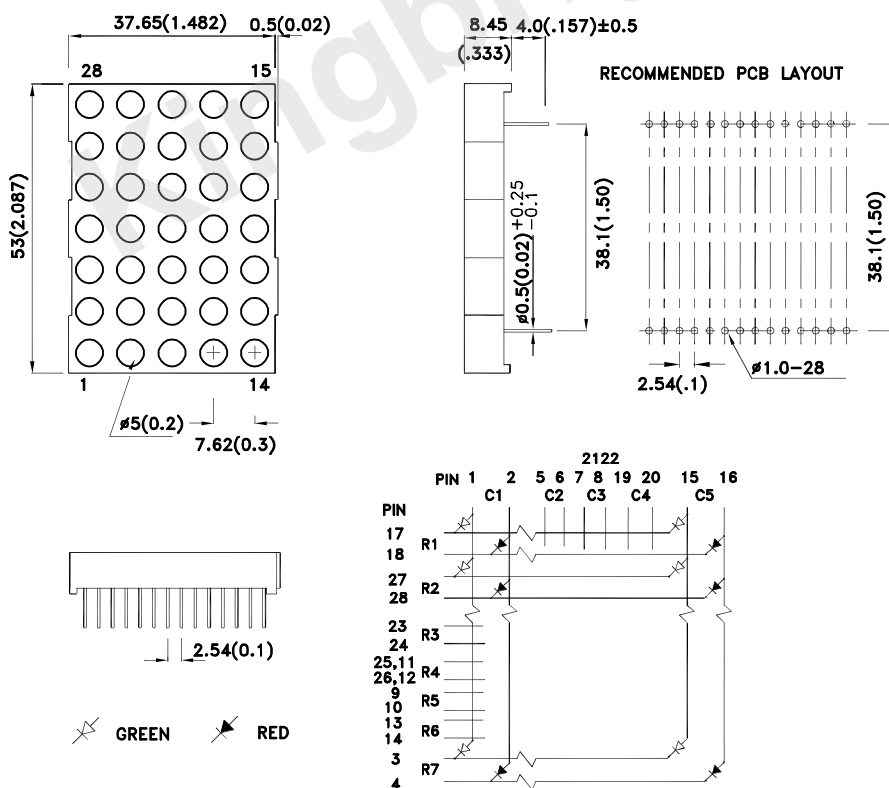 37.65(1.482) 0.5(0.02)
8.45 4.0(.157)±0.5
(.333)
28 15
RECOMMENDED PCB LAYOUT
53(2.087)
ø0.5(0.02) +0.25 -0.1
38.1(1.50)
38.1(1.50)
1 14
ø5(0.2)
7.62(0.3)
2.54(.1)
ø1.0-28
2122
PIN 1 2 5 6 7 8 19 20 15 16
C1 C2 C3 C4 C5
PIN
17
R1
18
27
R2
28
23
R3
24
25,11
R4
26,12
9
R5
10
13
R6
14
3
R7
4
2.54(0.1)
GREEN RED